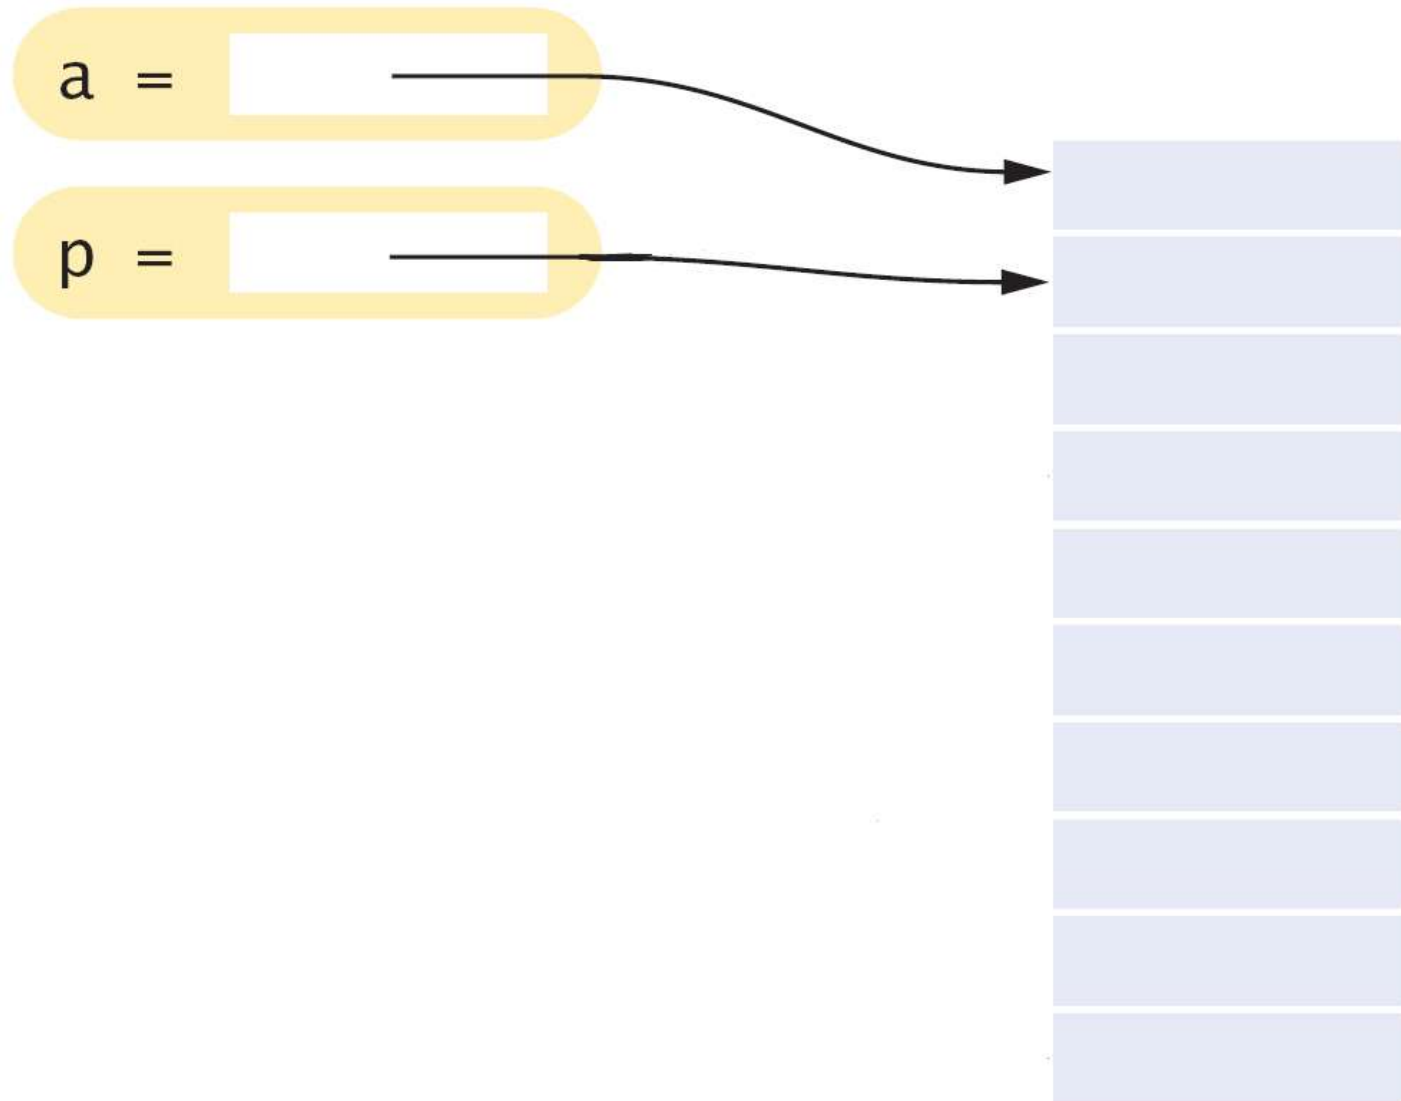 a =
p =